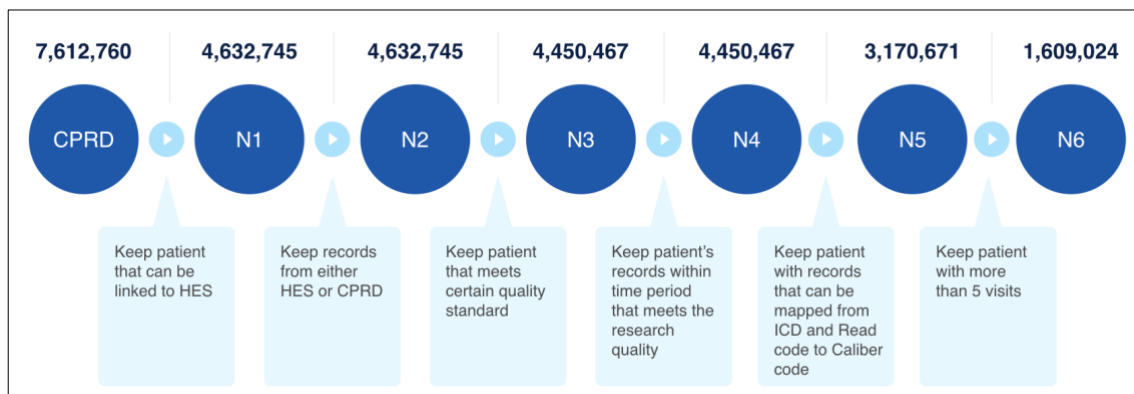 7,612,760
4,632,745
4,632,745
4,450,467
4,450,467
3,170,671
1,609,024
CPRD
N1
N2
N3
N4
N5
N6
Keep patient
that can be
linked to HES
Keep records
from either
HES or CPRD
Keep patient
that meets
certain quality
standard
Keep patient's
records within
time period
that meets the
research
quality
Keep patient
with records
that can be
mapped from
ICD and Read
code to Caliber
code
Keep patient
with more
than 5 visits